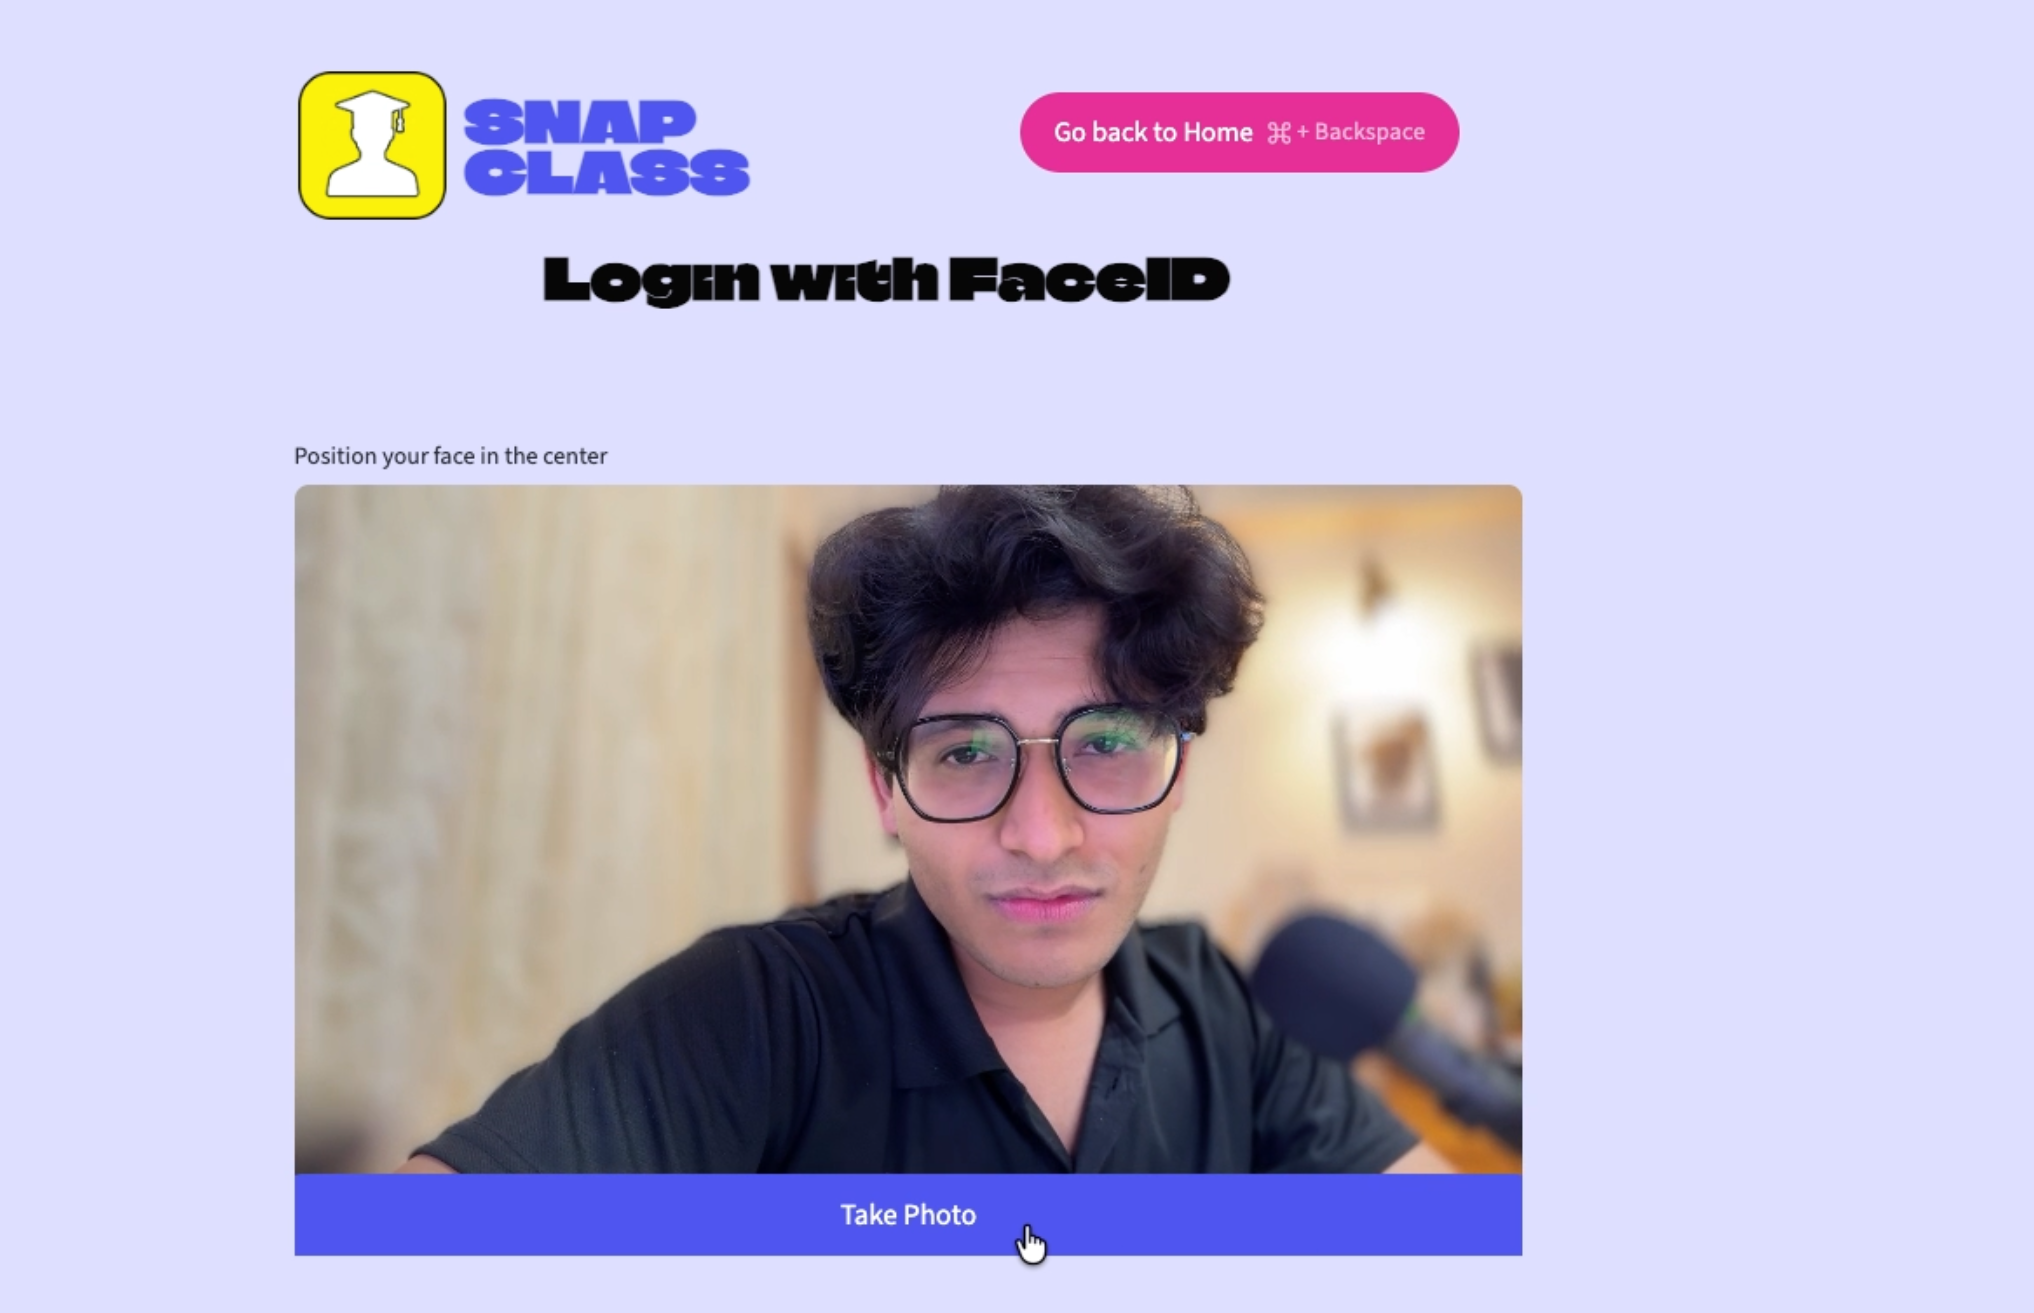 SNAP
CLASS
Go back to Home ⌘ + Backspace
Login with FaceID
Position your face in the center
Take Photo